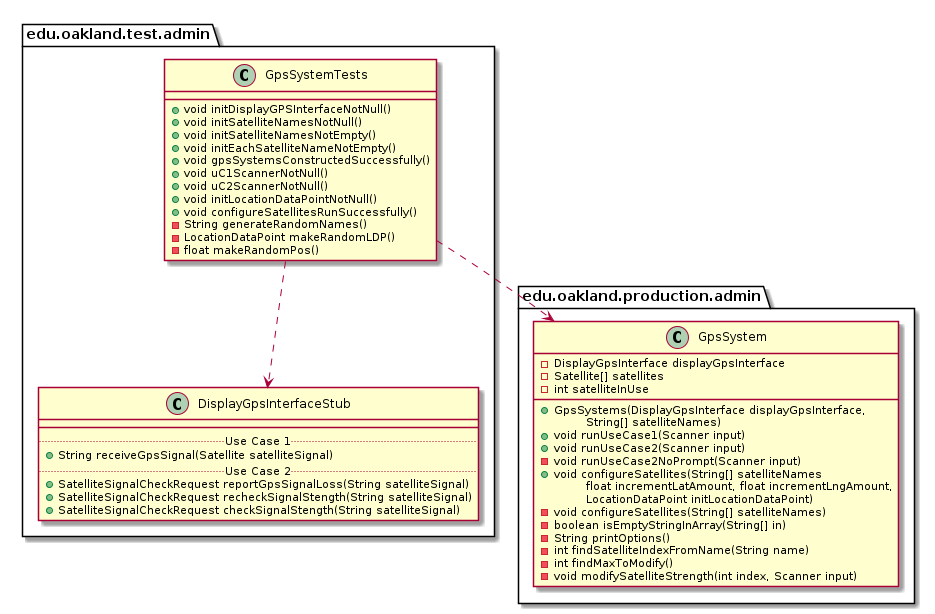 edu.oakland.test.admin
C GpsSystemTests
void initDisplayGPSInterfaceNotNull()
void initSatelliteNamesNotNull()
void initSatelliteNamesNotEmpty()
void initEachSatelliteNameNotEmpty()
void gpsSystemsConstructedSuccessfully()
void uC1ScannerNotNull()
void uC2ScannerNotNull()
void initLocationDataPointNotNull()
void configureSatellitesRunSuccessfully()
String generateRandomNames()
LocationDataPoint makeRandomLDP()
float makeRandomPos()
C DisplayGpsInterfaceStub
Use Case 1
String receiveGpsSignal(Satellite satelliteSignal)
Use Case 2
SatelliteSignalCheckRequest reportGpsSignalLoss(String satelliteSignal)
SatelliteSignalCheckRequest recheckSignalStength(String satelliteSignal)
SatelliteSignalCheckRequest checkSignalStength(String satelliteSignal)
edu.oakland.production.admin
C GpsSystem
DisplayGpsInterface displayGpsInterface
Satellite[] satellites
int satelliteInUse
GpsSystems(DisplayGpsInterface displayGpsInterface,
String[] satelliteNames)
void runUseCase1(Scanner input)
void runUseCase2(Scanner input)
void runUseCase2NoPrompt(Scanner input)
void configureSatellites(String[] satelliteNames
float incrementLatAmount, float incrementLngAmount,
LocationDataPoint initLocationDataPoint)
void configureSatellites(String[] satelliteNames)
boolean isEmptyStringInArray(String[] in)
String printOptions()
int findSatelliteIndexFromName(String name)
int findMaxToModify()
void modifySatelliteStrength(int index, Scanner input)